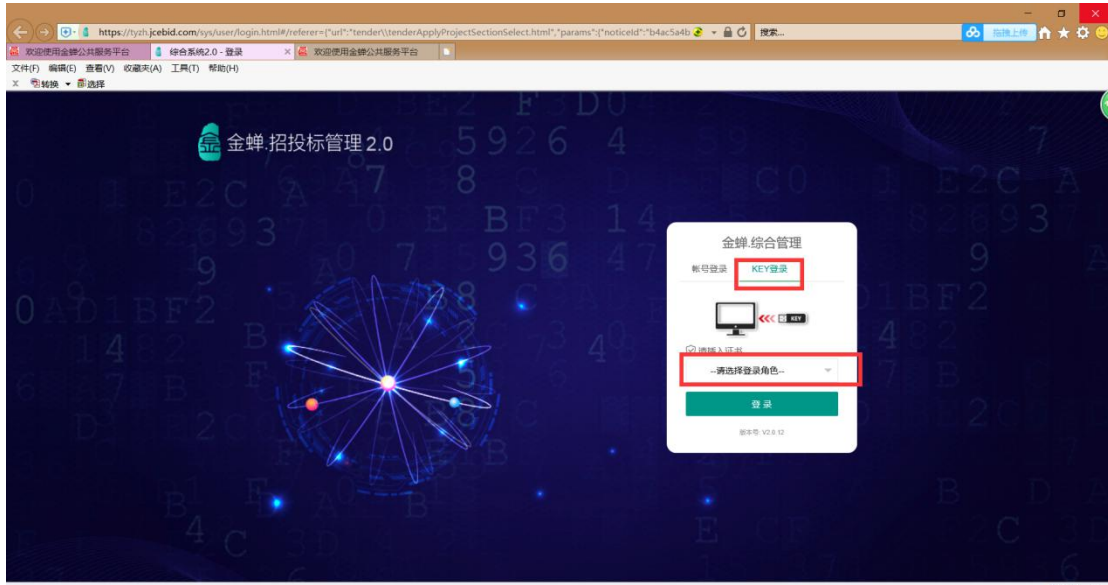 https://tyzh.jcebid.com/sys/user/login.html#/referer={"url":"tender\\tenderApplyProjectSectionSelect.html","params":{"noticeId":"b4ac5a4b
搜索...
拖拽上传
欢迎使用金蝉公共服务平台
综合系统2.0 - 登录
欢迎使用金蝉公共服务平台
文件(F) 编辑(E) 查看(V) 收藏夹(A) 工具(T) 帮助(H)
x 转换 选择
金蝉.招投标管理 2.0
金蝉.综合管理
帐号登录 KEY登录
KEY
请插入证书
--请选择登录角色--
登 录
版本号: V2.0.12